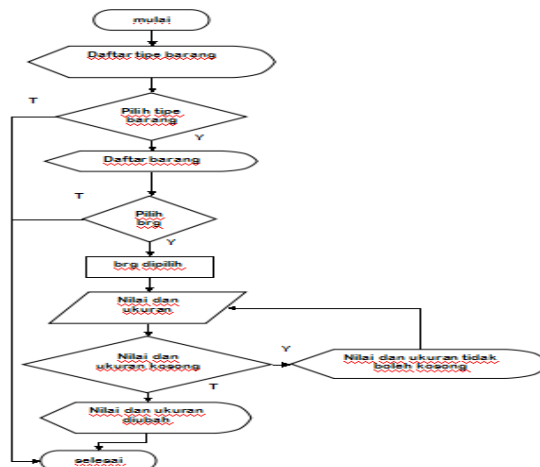 mulai
Daftar tipe barang
T
Pilih tipe
barang
Y
Daftar barang
T
Pilih
brg
Y
brg dipilih
Nilai dan
ukuran
Nilai dan
ukuran kosong
Y
Nilai dan ukuran tidak
boleh kosong
T
Nilai dan ukuran
diubah
selesai